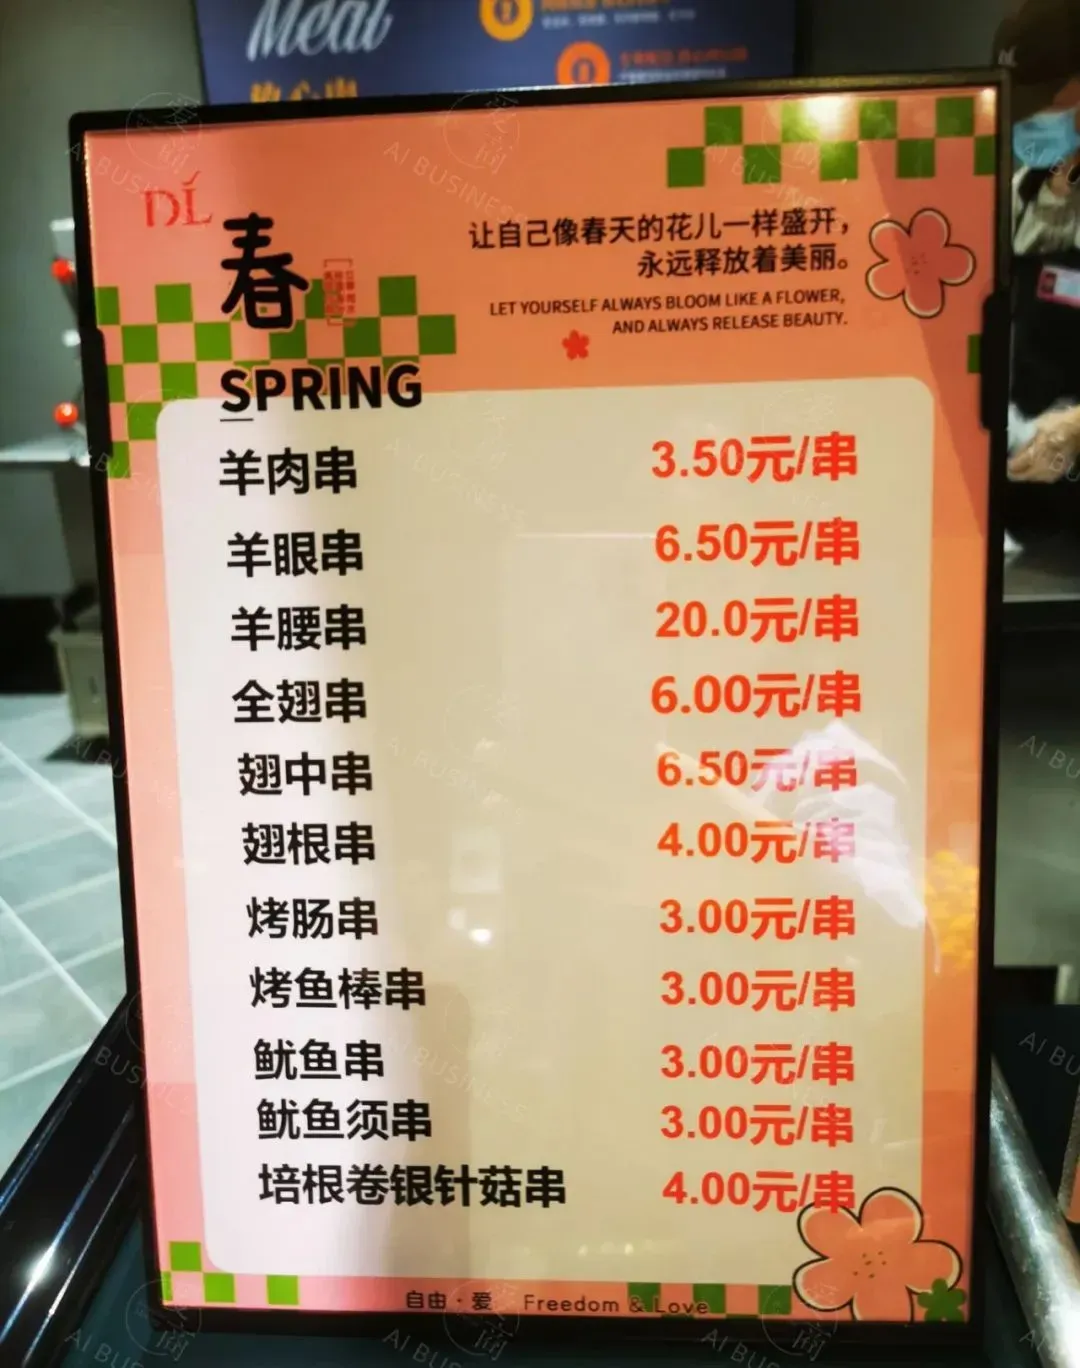 Meat
DL
春
让自己像春天的花儿一样盛开，
永远释放着美丽。
LET YOURSELF ALWAYS BLOOM LIKE A FLOWER,
AND ALWAYS RELEASE BEAUTY.
SPRING
羊肉串 3.50元/串
羊眼串 6.50元/串
羊腰串 20.0元/串
全翅串 6.00元/串
翅中串 6.50元/串
翅根串 4.00元/串
烤肠串 3.00元/串
烤鱼棒串 3.00元/串
鱿鱼串 3.00元/串
鱿鱼须串 3.00元/串
培根卷银针菇串 4.00元/串
自由·爱 Freedom & Love
爱商
AI BUSINESS